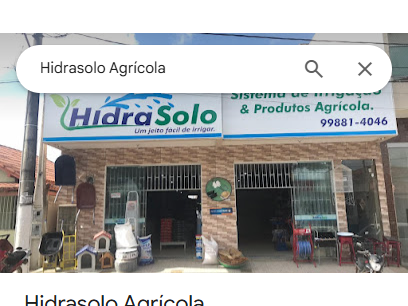 Hidrasolo Agrícola
Sistema de Irrigação
& Produtos Agrícola.
HidraSolo
Um jeito fácil de irrigar.
99881-4046
Hidrasolo Agrícola